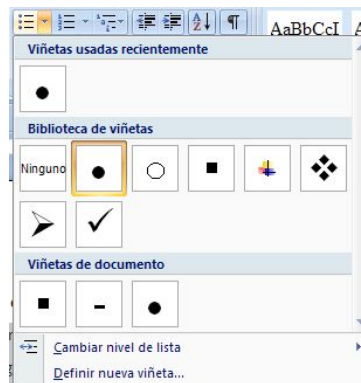 AaBbCcI
Viñetas usadas recientemente
Biblioteca de viñetas
Ninguno
Viñetas de documento
Cambiar nivel de lista
Definir nueva viñeta...